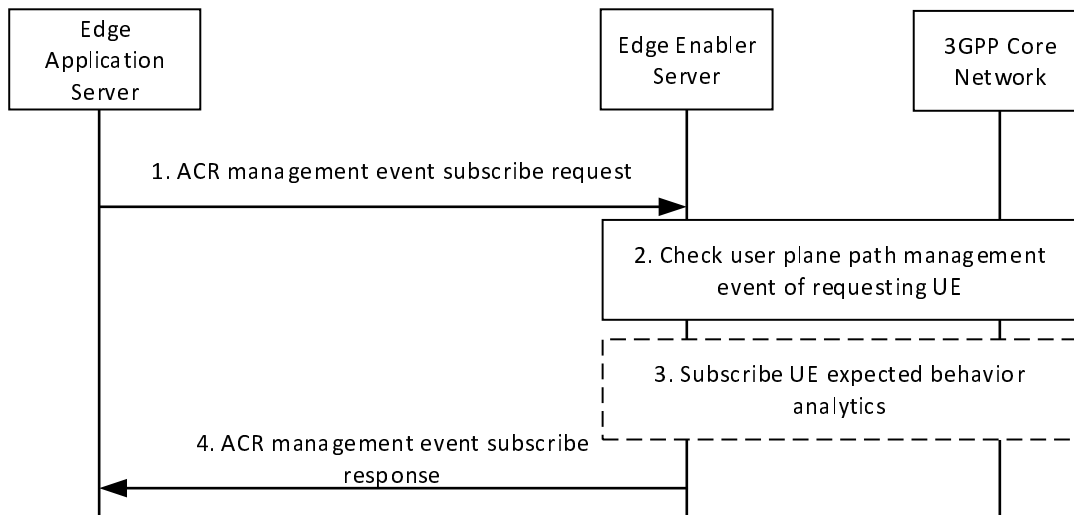 Edge
Application
Server
Edge Enabler
Server
3GPP Core
Network
1. ACR management event subscribe request
2. Check user plane path management
event of requesting UE
3. Subscribe UE expected behavior
analytics
4. ACR management event subscribe
response